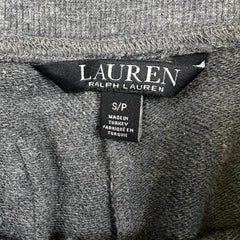 LAUREN
RALPH LAUREN
S/P
MADE IN
TURKEY
FABRIQUÉ EN
TURQUIE